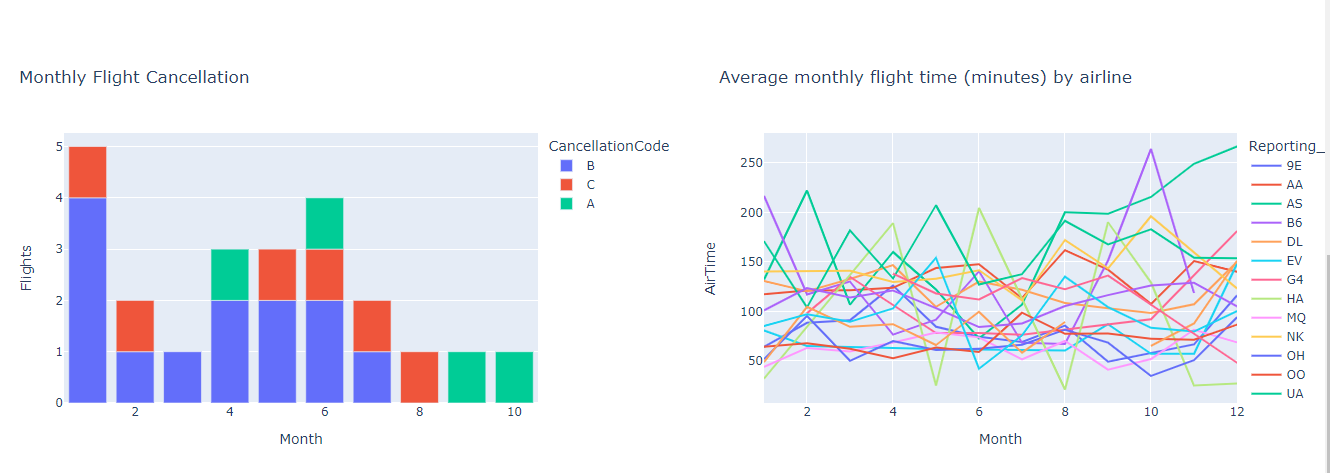 Monthly Flight Cancellation
5
4
3
2
1
0
Flights
2
4
6
8
10
Month
CancellationCode
B
C
A
Average monthly flight time (minutes) by airline
250
200
150
100
50
AirTime
2
4
6
8
10
12
Month
Reporting_
9E
AA
AS
B6
DL
EV
G4
HA
MQ
NK
OH
OO
UA